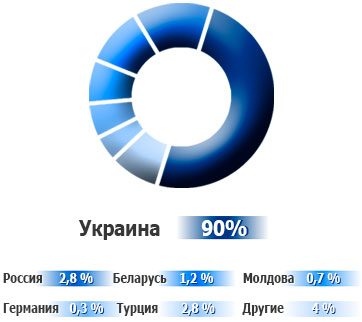 Украина 90%
Россия 2,8 % Беларусь 1,2 % Молдова 0,7 %
Германия 0,3 % Турция 2,8 % Другие 4 %